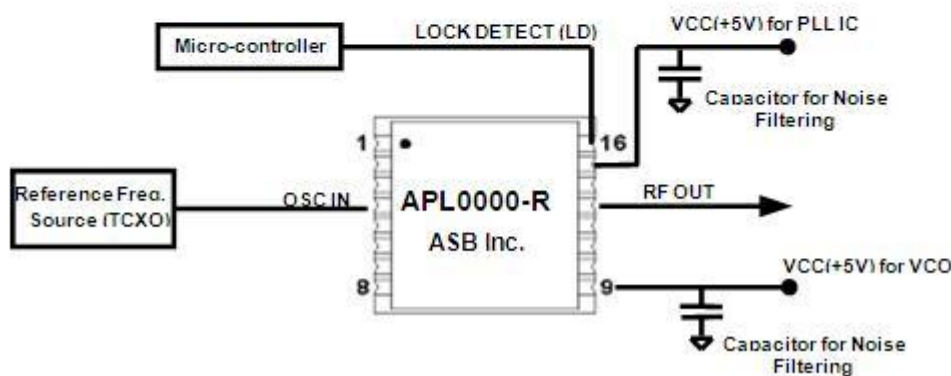 LOCK DETECT (LD)
VCC(+5V) for PLL IC
Micro-controller
Capacitor for Noise
Filtering
1
16
Reference Freq.
Source (TCXO)
OSC IN
APL0000-R
RF OUT
ASB Inc.
8
9
VCC(+5V) for VCO
Capacitor for Noise
Filtering